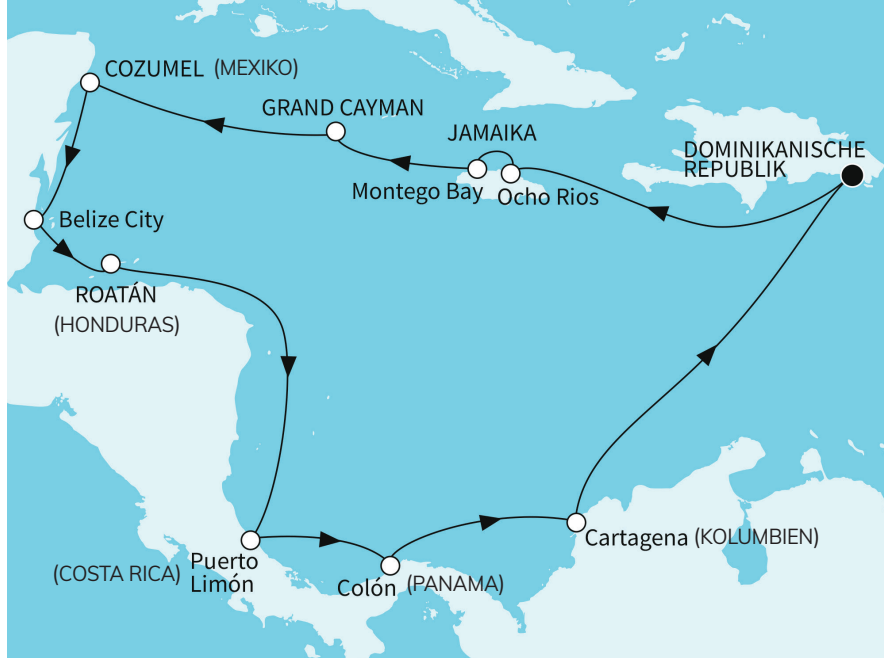 COZUMEL (MEXIKO)
GRAND CAYMAN
JAMAIKA
DOMINIKANISCHE
REPUBLIK
Montego Bay
Ocho Rios
Belize City
ROATÁN
(HONDURAS)
Cartagena (KOLUMBIEN)
(COSTA RICA)
Puerto
Limón
Colón (PANAMA)